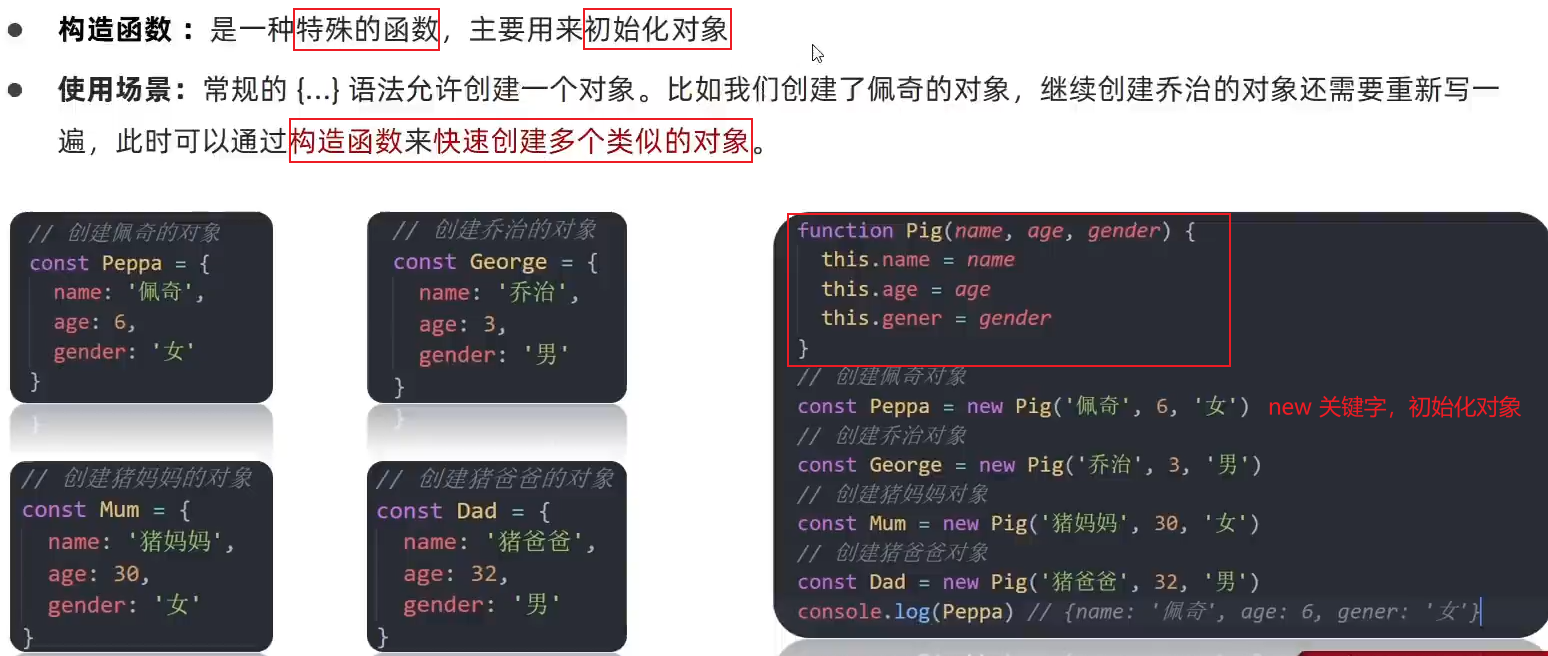 构造函数 ：是一种特殊的函数，主要用来初始化对象
使用场景：常规的 {...} 语法允许创建一个对象。比如我们创建了佩奇的对象，继续创建乔治的对象还需要重新写一
遍，此时可以通过构造函数来快速创建多个类似的对象。
// 创建佩奇的对象
const Peppa = {
name: '佩奇',
age: 6,
gender: '女'
}
// 创建乔治的对象
const George = {
name: '乔治',
age: 3,
gender: '男'
}
// 创建猪妈妈的对象
const Mum = {
name: '猪妈妈',
age: 30,
gender: '女'
}
// 创建猪爸爸的对象
const Dad = {
name: '猪爸爸',
age: 32,
gender: '男'
}
function Pig(name, age, gender) {
this.name = name
this.age = age
this.gener = gender
}
// 创建佩奇对象
const Peppa = new Pig('佩奇', 6, '女') new 关键字，初始化对象
// 创建乔治对象
const George = new Pig('乔治', 3, '男')
// 创建猪妈妈对象
const Mum = new Pig('猪妈妈', 30, '女')
// 创建猪爸爸对象
const Dad = new Pig('猪爸爸', 32, '男')
console.log(Peppa) // {name: '佩奇', age: 6, gener: '女'}